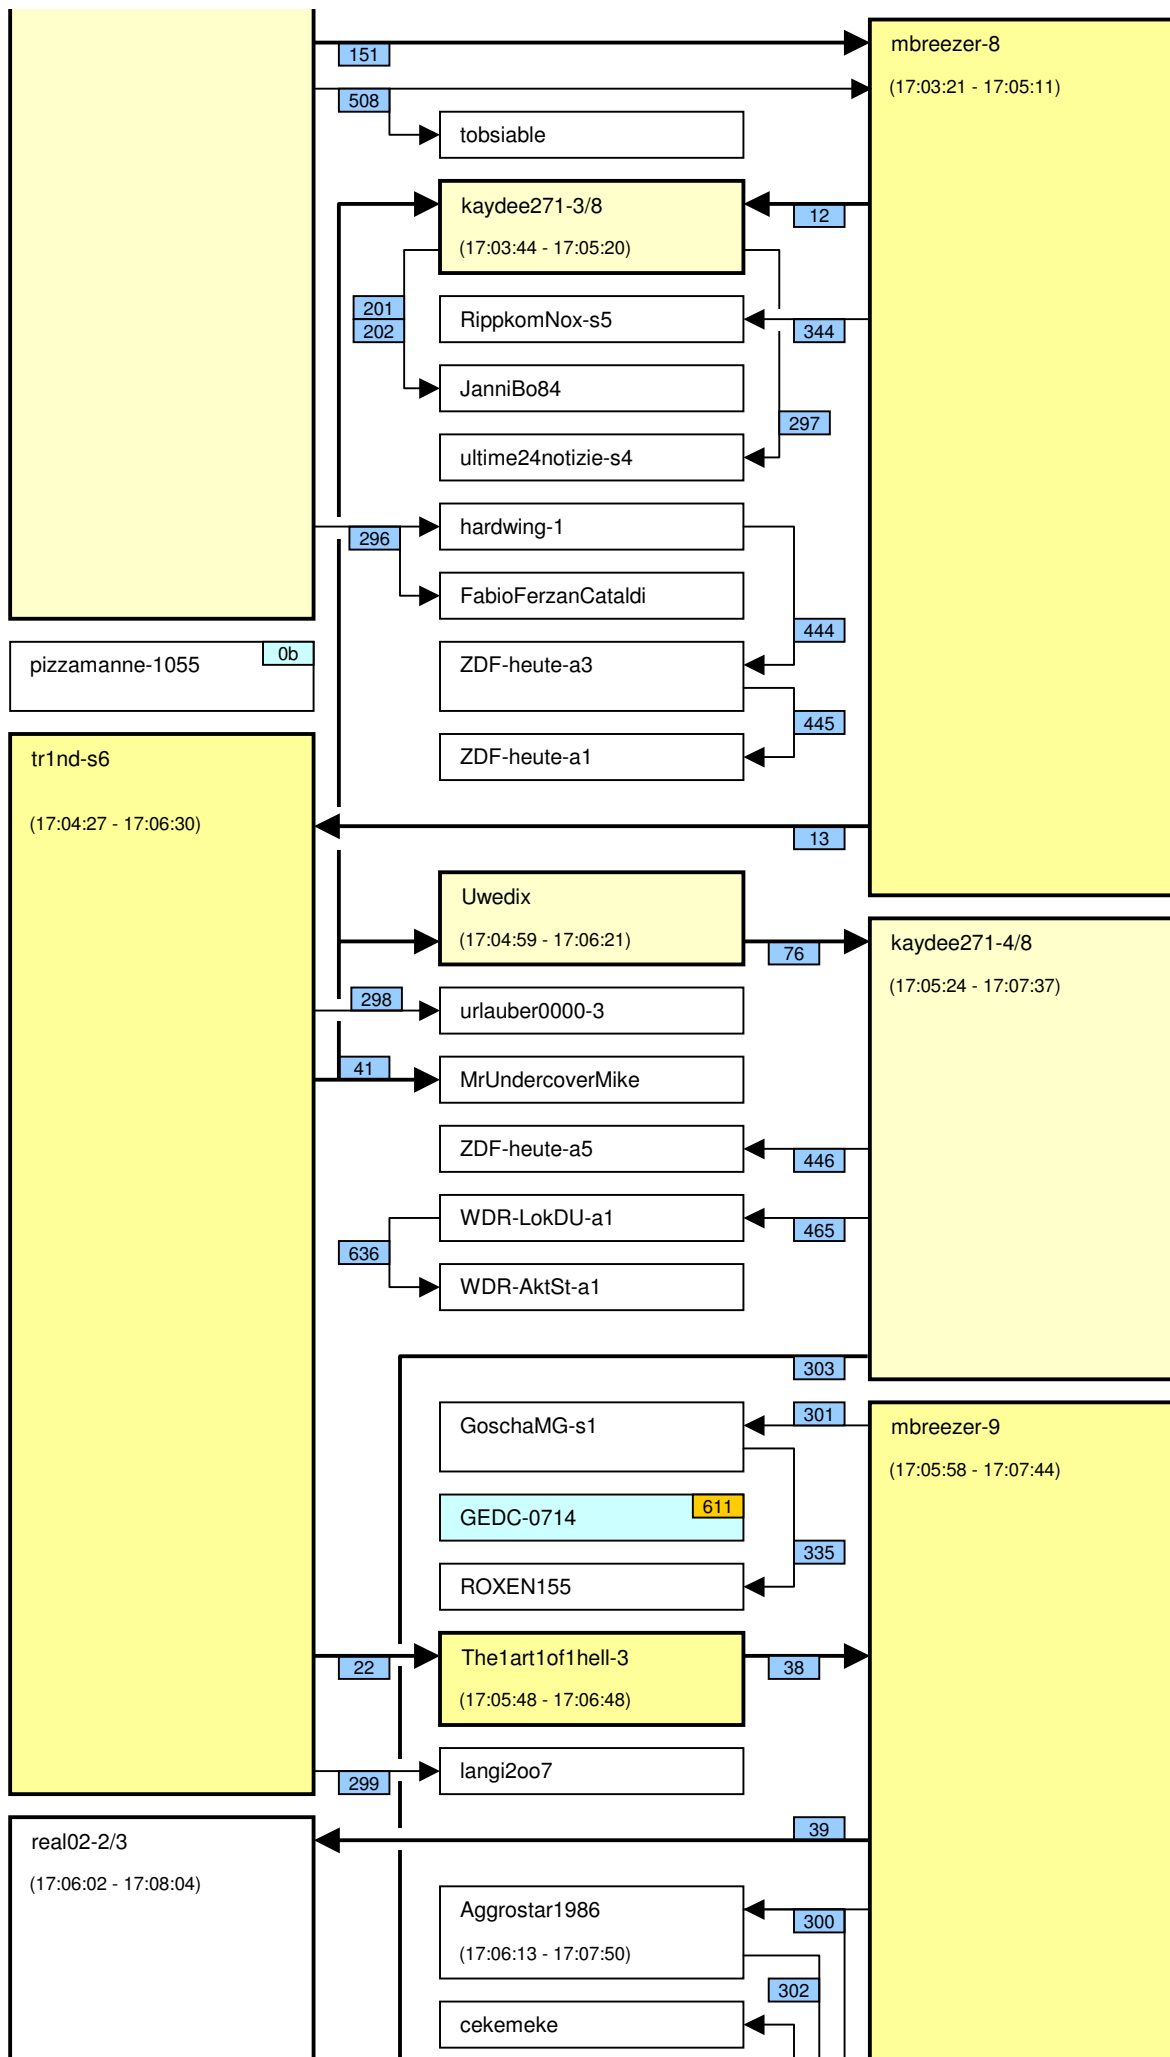 151
mbreezer-8
(17:03:21 - 17:05:11)
508
tobsiable
kaydee271-3/8
12
(17:03:44 - 17:05:20)
201
RippkomNox-s5
202
344
JanniBo84
297
ultime24notizie-s4
hardwing-1
296
FabioFerzanCataldi
444
pizzamanne-1055
0b
ZDF-heute-a3
445
tr1nd-s6
ZDF-heute-a1
(17:04:27 - 17:06:30)
13
Uwedix
(17:04:59 - 17:06:21)
76
kaydee271-4/8
(17:05:24 - 17:07:37)
298
urlauber0000-3
41
MrUndercoverMike
ZDF-heute-a5
446
WDR-LokDU-a1
465
636
WDR-AktSt-a1
303
301
GoschaMG-s1
mbreezer-9
(17:05:58 - 17:07:44)
611
GEDC-0714
335
ROXEN155
The1art1of1hell-3
22
38
(17:05:48 - 17:06:48)
langi2oo7
299
39
real02-2/3
(17:06:02 - 17:08:04)
Aggrostar1986
300
(17:06:13 - 17:07:50)
302
cekemeke